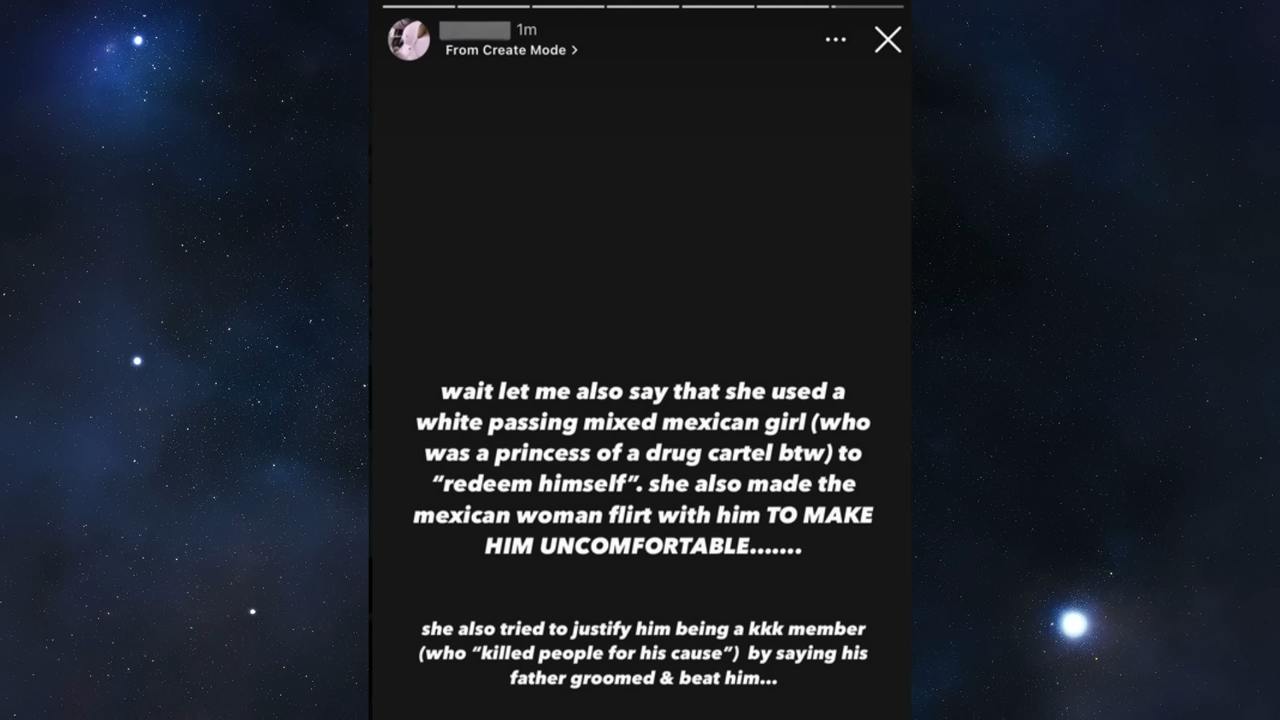 1m
From Create Mode >
wait let me also say that she used a
white passing mixed mexican girl (who
was a princess of a drug cartel btw) to
“redeem himself”. she also made the
mexican woman flirt with him TO MAKE
HIM UNCOMFORTABLE.......
she also tried to justify him being a kkk member
(who “killed people for his cause”) by saying his
father groomed & beat him...